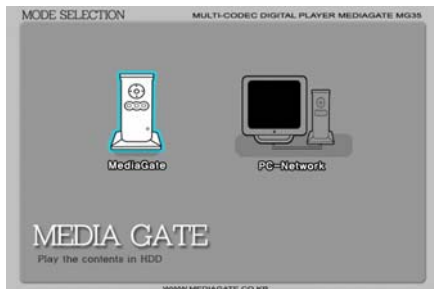 MODE SELECTION
MULTI-CODEC DIGITAL PLAYER MEDIAGATE MG35
MediaGate
PC-Network
MEDIA GATE
Play the contents in HDD
WWW.MEDIAGATE.CO.KR